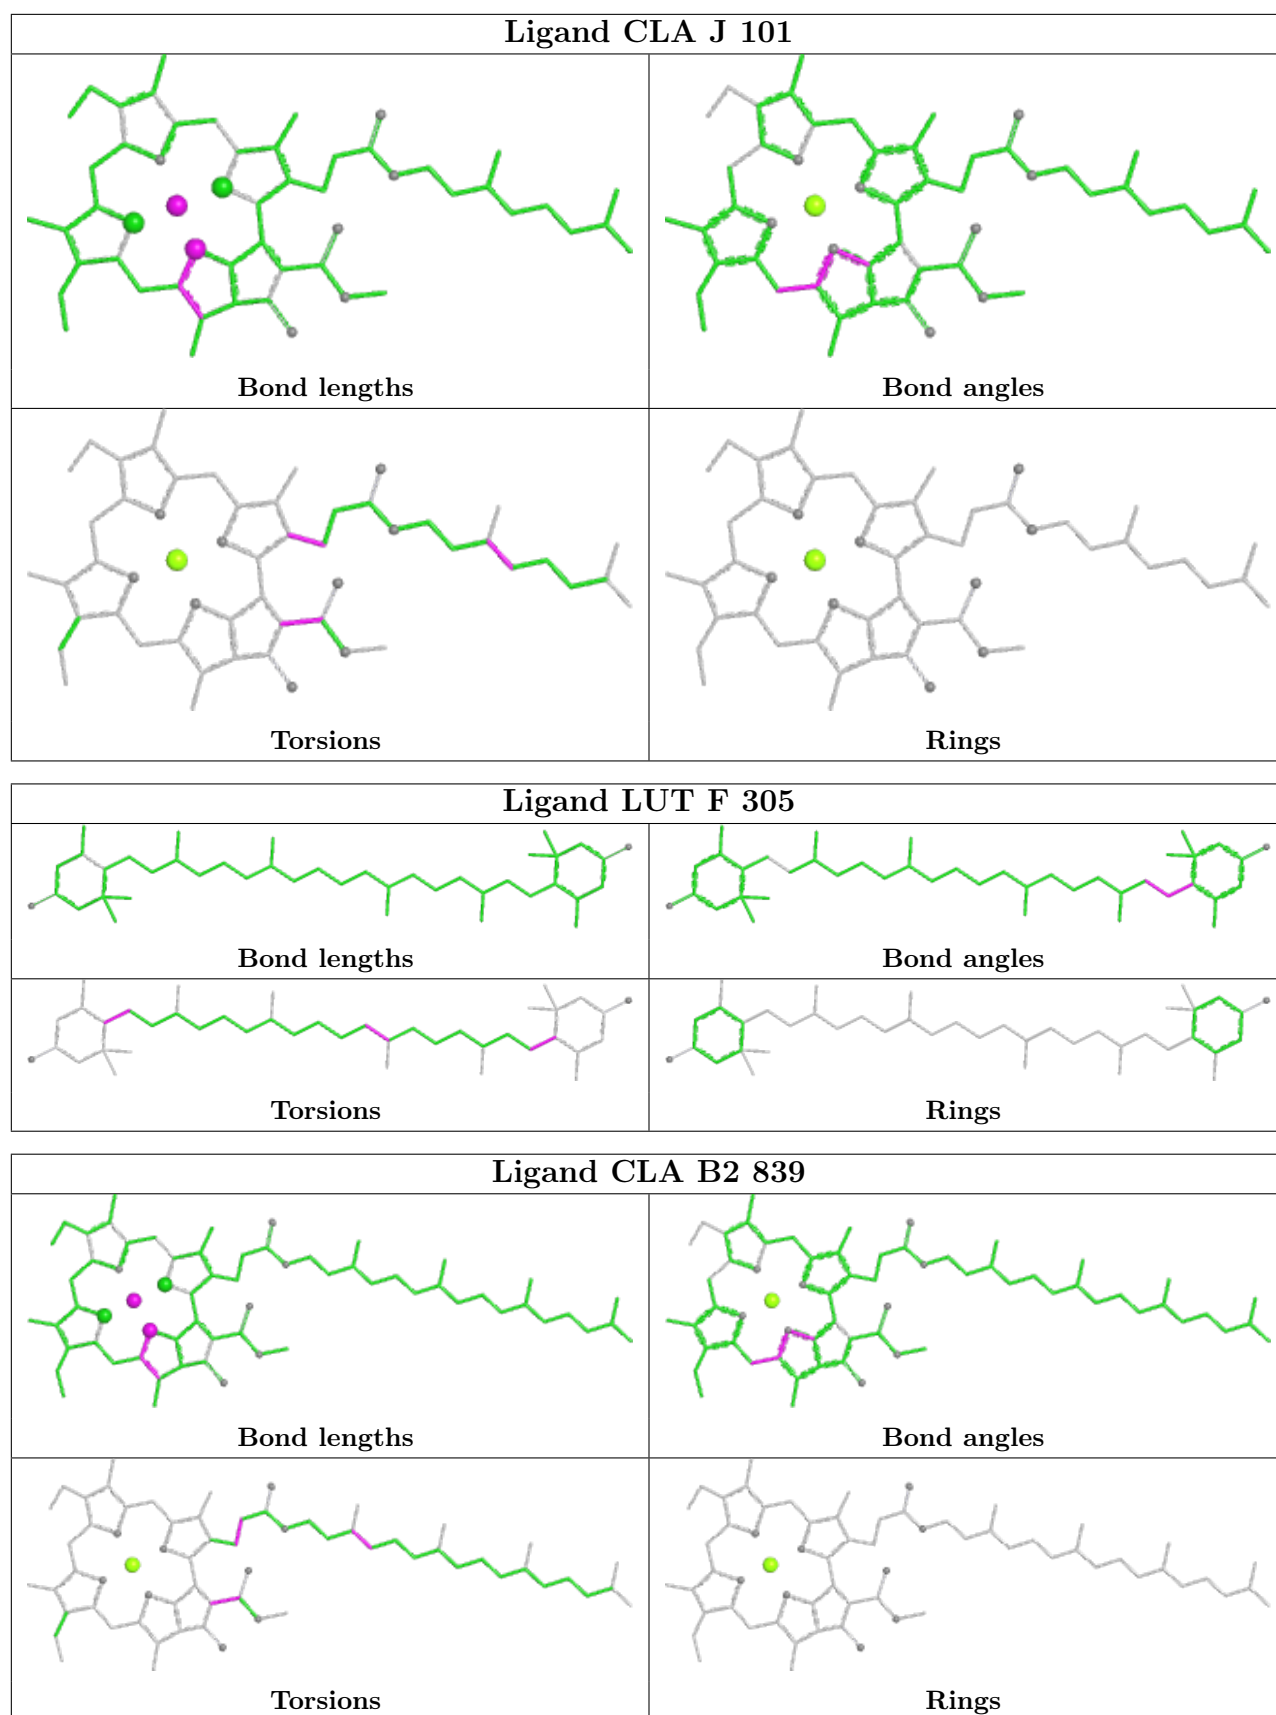 Ligand CLA J 101
Bond lengths
Bond angles
Torsions
Rings
Ligand LUT F 305
Bond lengths
Bond angles
Torsions
Rings
Ligand CLA B2 839
Bond lengths
Bond angles
Torsions
Rings